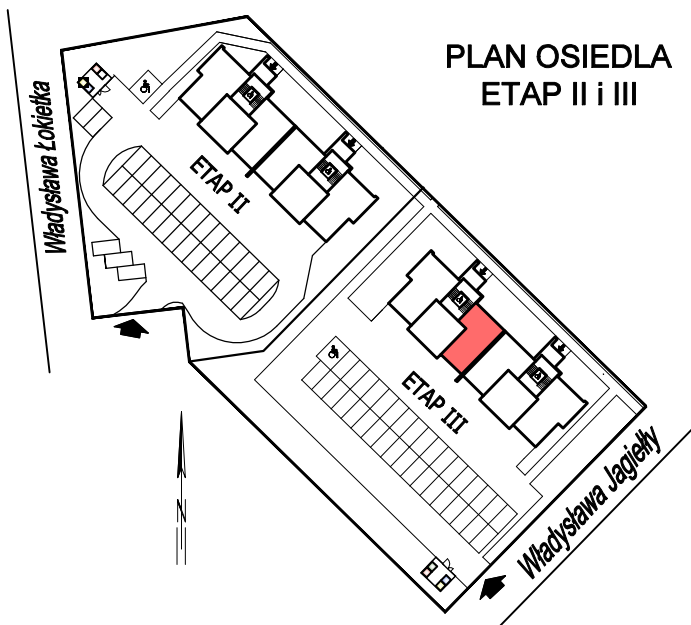 PLAN OSIEDLA
ETAP II i III
Władysława Łokietka
ETAP II
ETAP III
Władysława Jagiełły
N